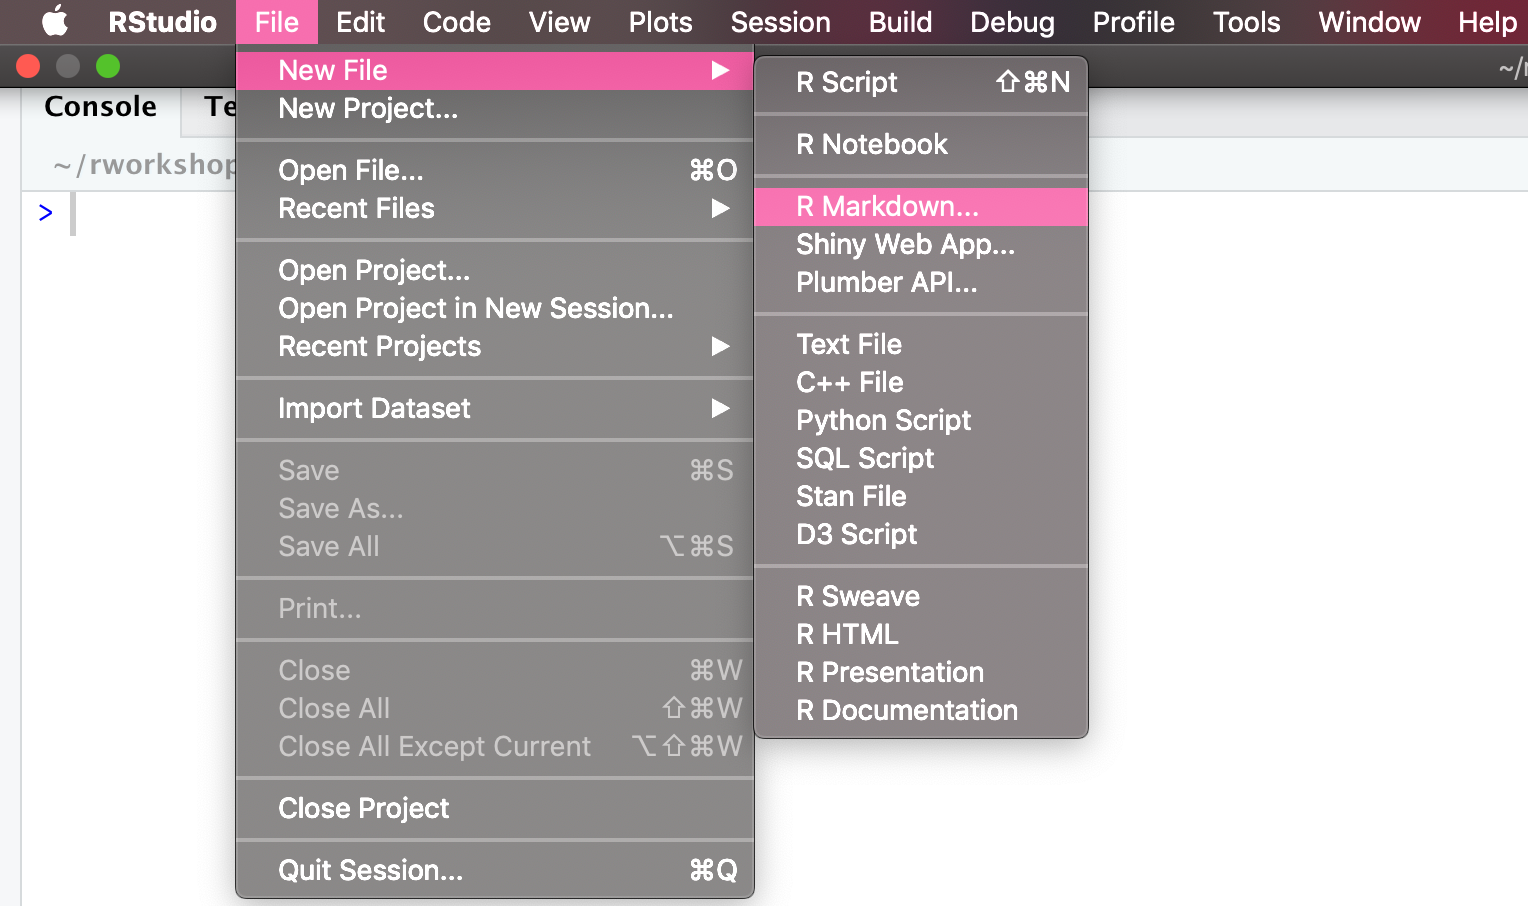 RStudio File Edit Code View Plots Session Build Debug Profile Tools Window Help
~/r
Console Te
~/rworkshop
>
New File
New Project...
Open File... ⌘O
Recent Files
Open Project...
Open Project in New Session...
Recent Projects
Import Dataset
Save ⌘S
Save As...
Save All ⌥⌘S
Print...
Close ⌘W
Close All ⇧⌘W
Close All Except Current ⌥⇧⌘W
Close Project
Quit Session... ⌘Q
R Script ⇧⌘N
R Notebook
R Markdown...
Shiny Web App...
Plumber API...
Text File
C++ File
Python Script
SQL Script
Stan File
D3 Script
R Sweave
R HTML
R Presentation
R Documentation